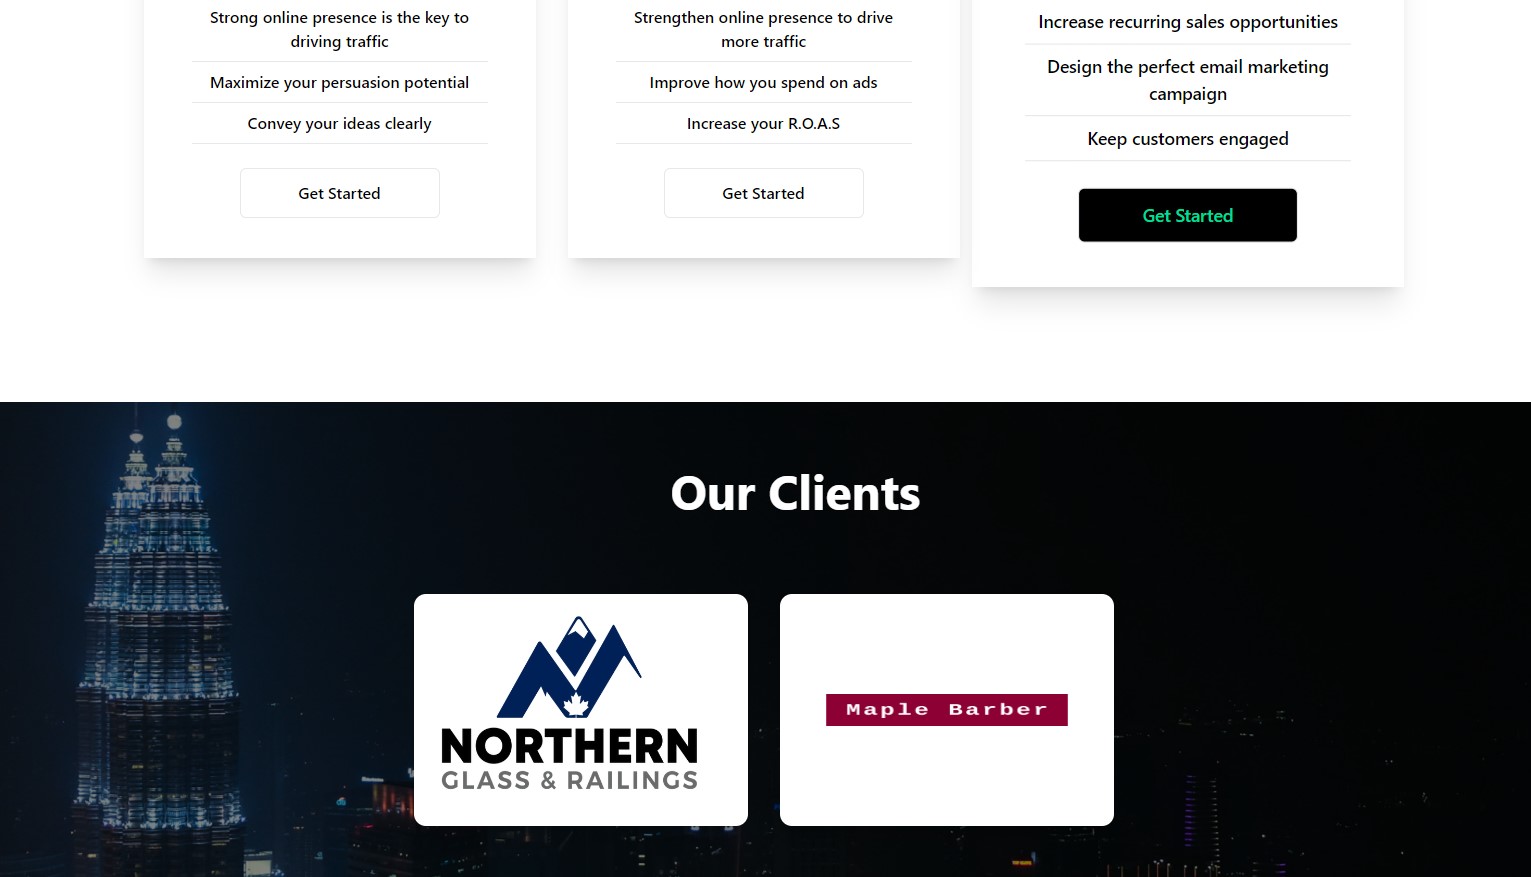 Strong online presence is the key to
driving traffic
Maximize your persuasion potential
Convey your ideas clearly
Get Started
Strengthen online presence to drive
more traffic
Improve how you spend on ads
Increase your R.O.A.S
Get Started
Increase recurring sales opportunities
Design the perfect email marketing
campaign
Keep customers engaged
Get Started
Our Clients
NORTHERN
GLASS & RAILINGS
Maple Barber